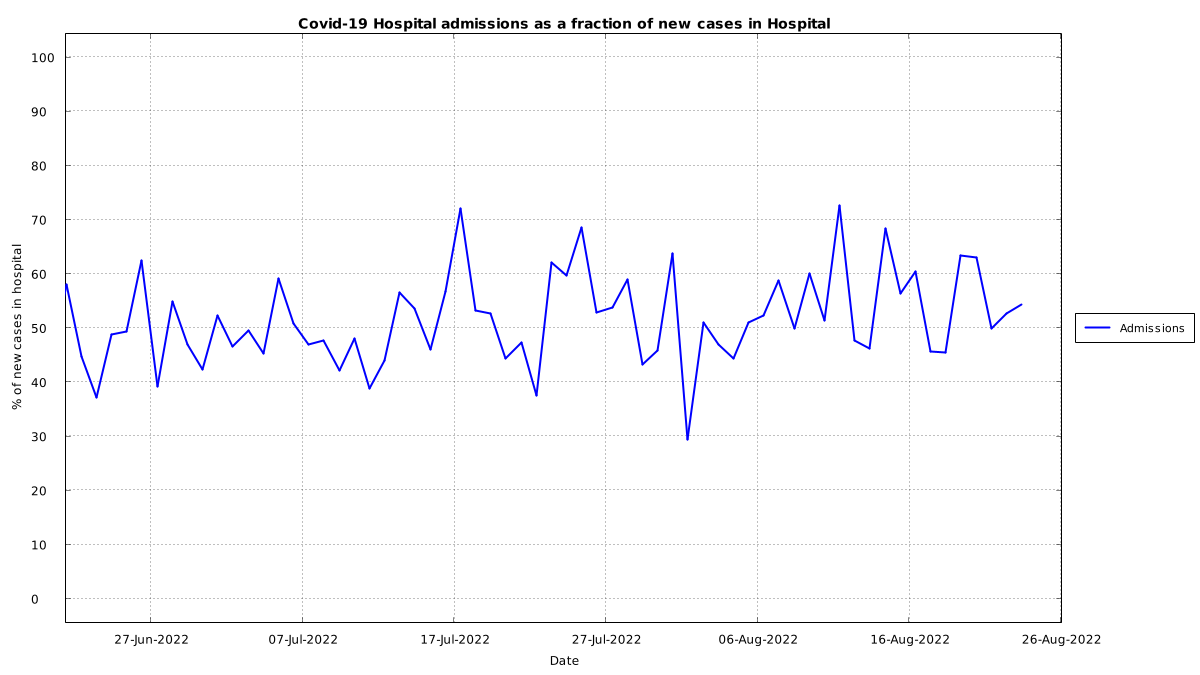 Covid-19 Hospital admissions as a fraction of new cases in Hospital
100
90
80
70
60
50
40
30
20
10
0
% of new cases in hospital
27-Jun-2022
07-Jul-2022
17-Jul-2022
27-Jul-2022
06-Aug-2022
16-Aug-2022
26-Aug-2022
Date
Admissions